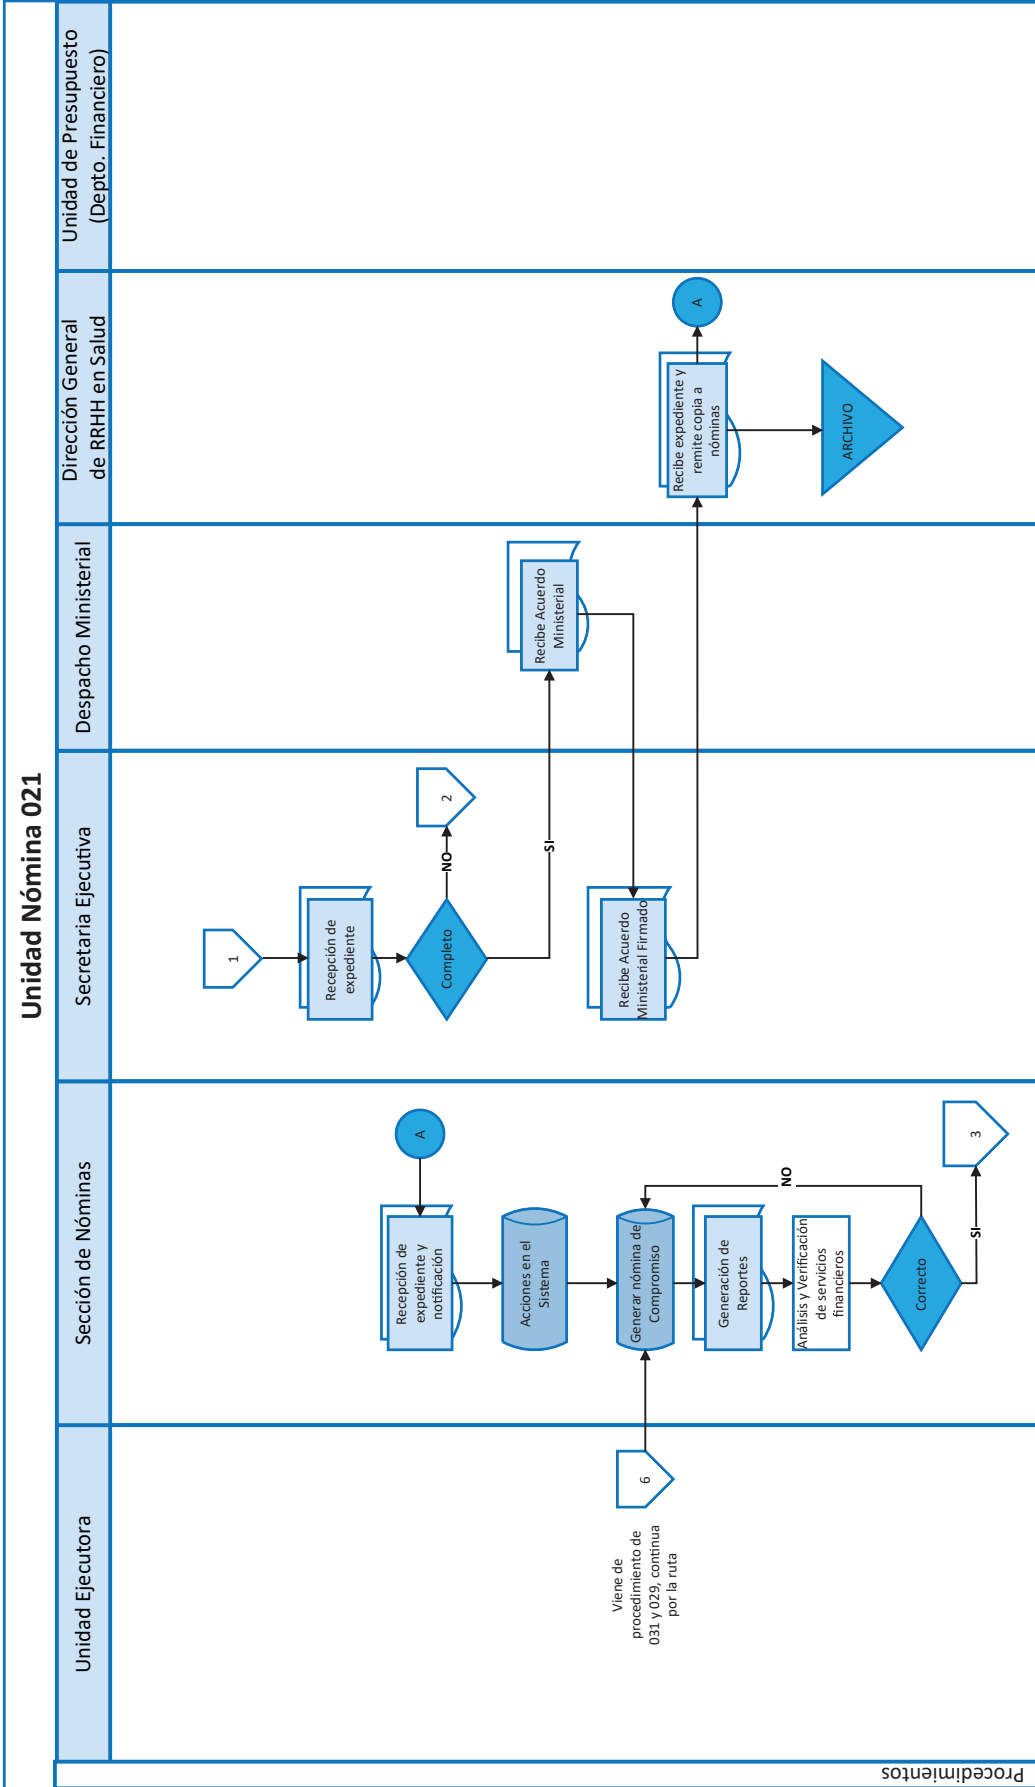 Unidad Nómina 021
Unidad Ejecutora
Sección de Nóminas
Secretaria Ejecutiva
Despacho Ministerial
Dirección General
de RRHH en Salud
Unidad de Presupuesto
(Depto. Financiero)
Procedimientos
1
Recepción de
expediente
Completo
NO
2
SI
Recibe Acuerdo
Ministerial
Recibe Acuerdo
Ministerial Firmado
Recibe expediente y
remite copia a
nóminas
A
ARCHIVO
A
Recepción de
expediente y
notificación
Acciones en el
Sistema
Viene de
procedimiento de
031 y 029, continua
por la ruta
6
Generar nómina de
Compromiso
Generación de
Reportes
Análisis y Verificación
de servicios
financieros
Correcto
NO
SI
3